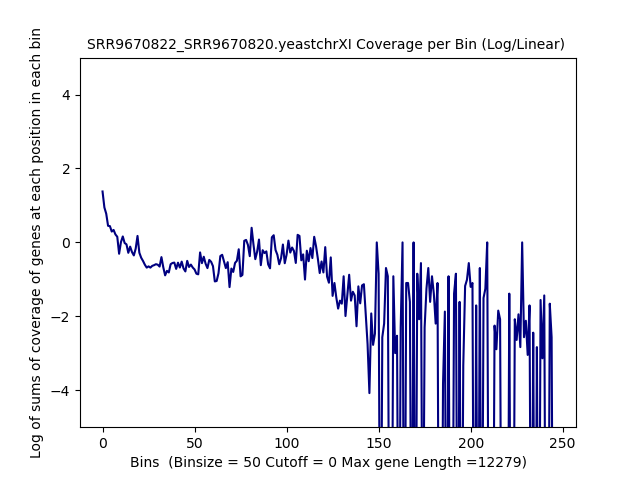 SRR9670822_SRR9670820.yeastchrXI Coverage per Bin (Log/Linear)
Log of sums of coverage of genes at each position in each bin
4
2
0
−2
−4
0 50 100 150 200 250
Bins  (Binsize = 50 Cutoff = 0 Max gene Length =12279)